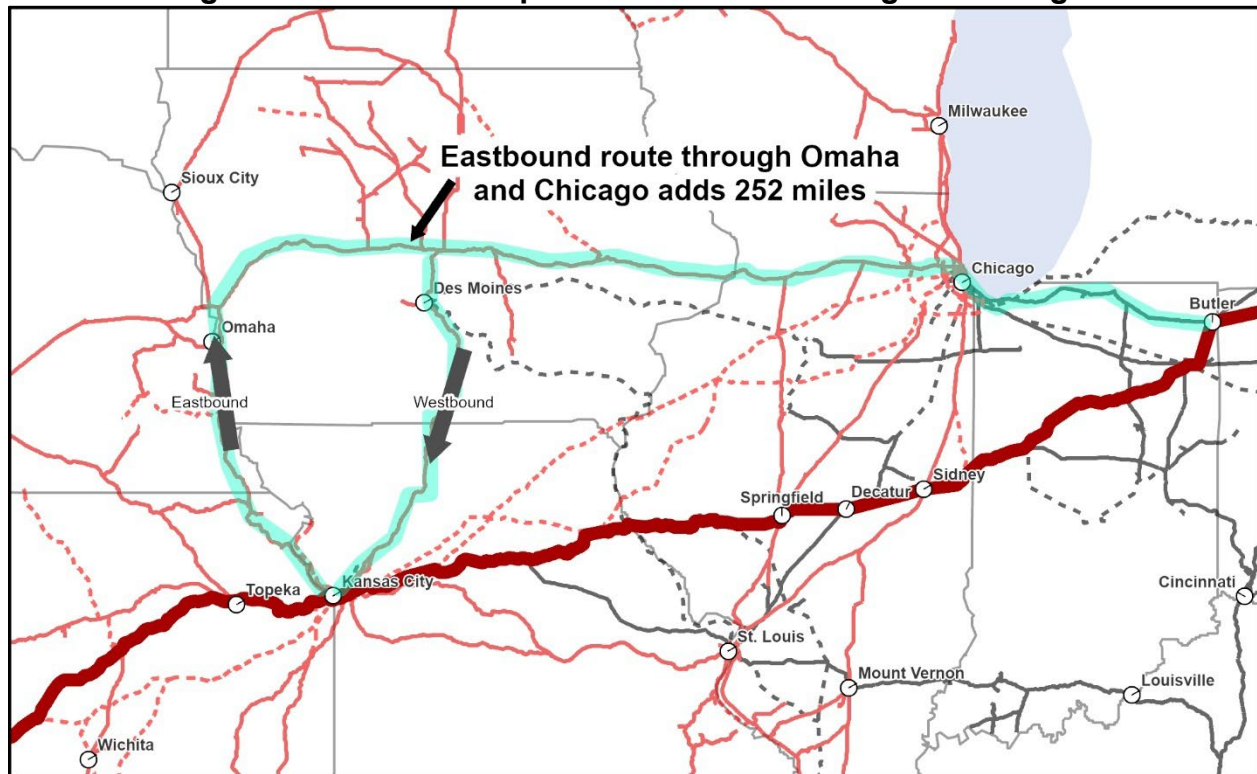 Milwaukee
Sioux City
Eastbound route through Omaha
and Chicago adds 252 miles
Chicago
Des Moines
Butler
Omaha
Eastbound
Westbound
Sidney
Decatur
Springfield
Kansas City
Topeka
Cincinnati
St. Louis
Mount Vernon
Louisville
Wichita